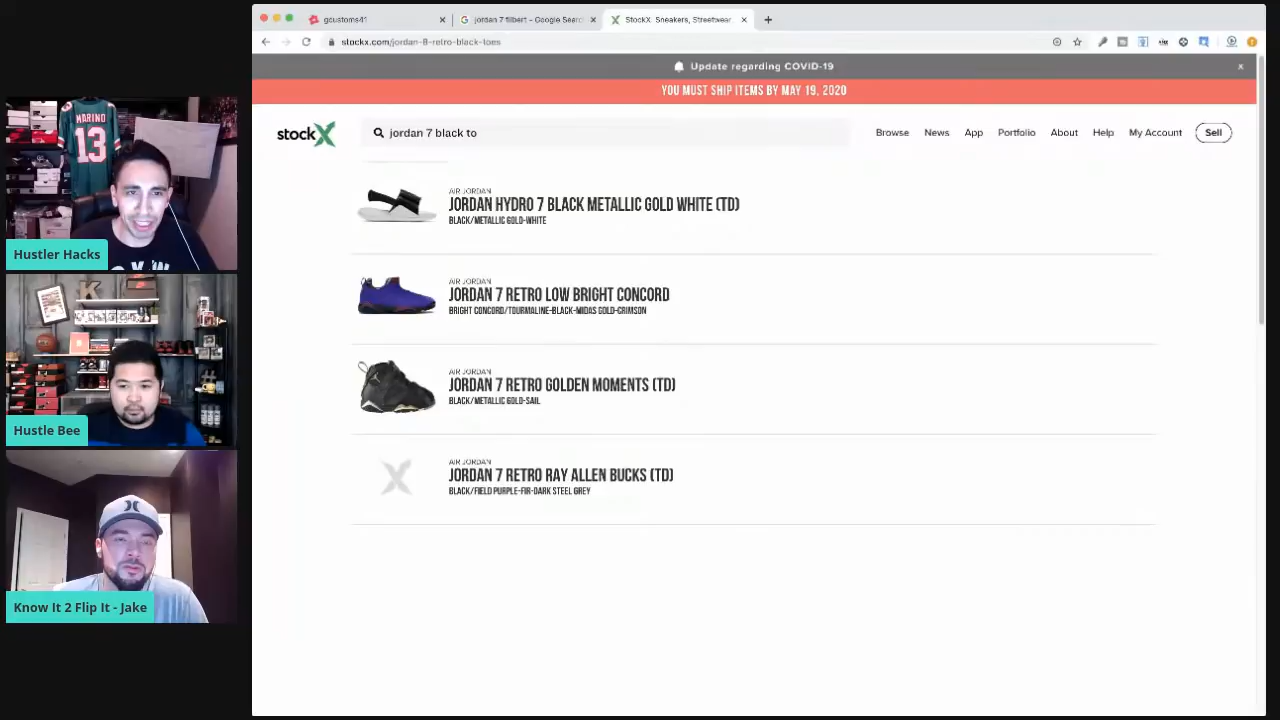 gcustoms41
jordan 7 filbert - Google Searc
StockX: Sneakers, Streetwear,
stockx.com/jordan-8-retro-black-toes
Update regarding COVID-19
x
YOU MUST SHIP ITEMS BY MAY 19, 2020
stockX
jordan 7 black to
Browse
News
App
Portfolio
About
Help
My Account
Sell
AIR JORDAN
JORDAN HYDRO 7 BLACK METALLIC GOLD WHITE (TD)
BLACK/METALLIC GOLD-WHITE
AIR JORDAN
JORDAN 7 RETRO LOW BRIGHT CONCORD
BRIGHT CONCORD/TOURMALINE-BLACK-MIDAS GOLD-CRIMSON
AIR JORDAN
JORDAN 7 RETRO GOLDEN MOMENTS (TD)
BLACK/METALLIC GOLD-SAIL
AIR JORDAN
JORDAN 7 RETRO RAY ALLEN BUCKS (TD)
BLACK/FIELD PURPLE-FIR-DARK STEEL GREY
MARINO
13
Hustler Hacks
K
Hustle Bee
Know It 2 Flip It - Jake